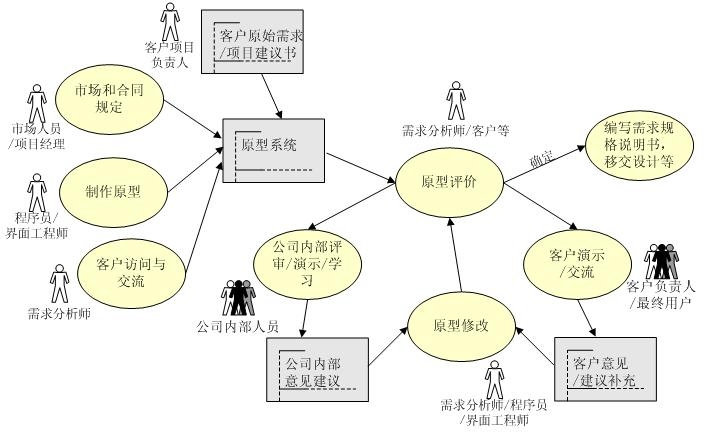 客户项目
负责人
客户原始需求
/项目建议书
市场和合同
规定
市场人员
/项目经理
原型系统
需求分析师/客户等
编写需求规
格说明书，
移交设计等
确定
制作原型
原型评价
程序员/
界面工程师
客户访问与
交流
需求分析师
公司内部评
审/演示/学
习
客户演示
/交流
客户负责人
/最终用户
公司内部人员
原型修改
公司内部
意见建议
客户意见
/建议补充
需求分析师/程序员
/界面工程师